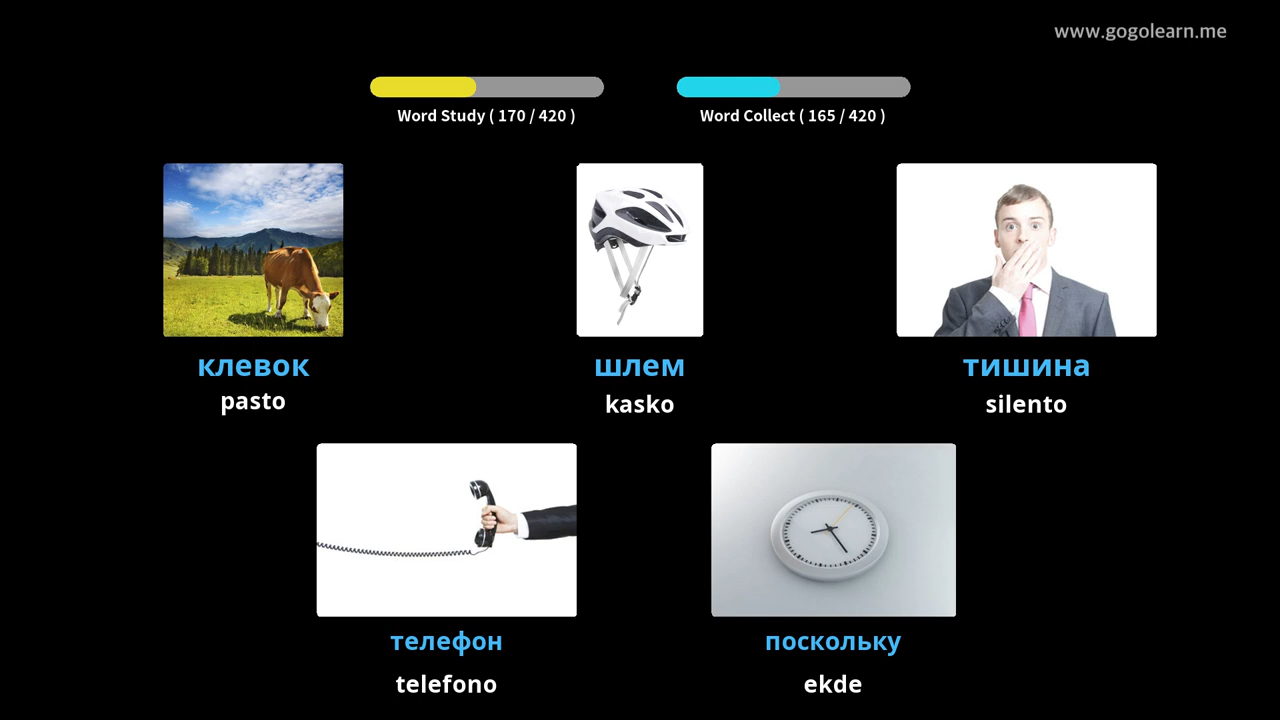 www.gogolearn.me
Word Study ( 170 / 420 )
Word Collect ( 165 / 420 )
клевок
pasto
шлем
kasko
тишина
silento
телефон
telefono
поскольку
ekde